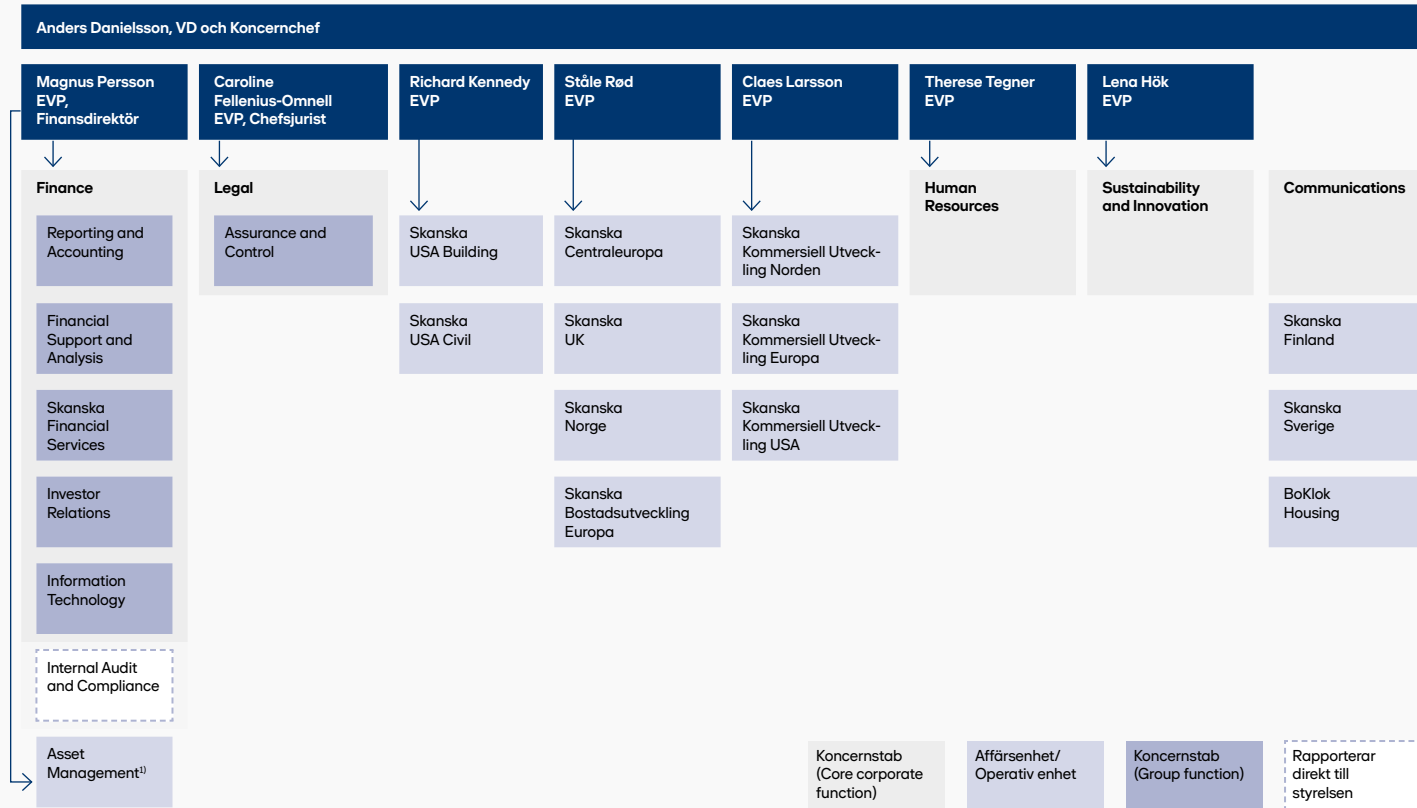 Anders Danielsson, VD och Koncernchef
Magnus Persson
EVP,
Finansdirektör
Caroline
Fellenius-Omnell
EVP, Chefsjurist
Richard Kennedy
EVP
Ståle Rød
EVP
Claes Larsson
EVP
Therese Tegner
EVP
Lena Hök
EVP
Finance
Reporting and
Accounting
Financial
Support and
Analysis
Skanska
Financial
Services
Investor
Relations
Information
Technology
Internal Audit
and Compliance
Asset
Management1)
Legal
Assurance and
Control
Skanska
USA Building
Skanska
USA Civil
Skanska
Centraleuropa
Skanska
UK
Skanska
Norge
Skanska
Bostadsutveckling
Europa
Skanska
Kommersiell Utveck-
ling Norden
Skanska
Kommersiell Utveck-
ling Europa
Skanska
Kommersiell Utveck-
ling USA
Human
Resources
Sustainability
and Innovation
Communications
Skanska
Finland
Skanska
Sverige
BoKlok
Housing
Koncernstab
(Core corporate
function)
Affärsenhet/
Operativ enhet
Koncernstab
(Group function)
Rapporterar
direkt till
styrelsen